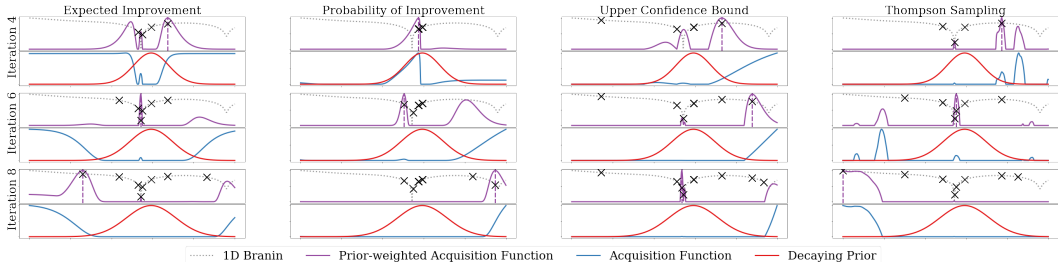 Expected Improvement
Probability of Improvement
Upper Confidence Bound
Thompson Sampling
Iteration 4
Iteration 6
Iteration 8
1D Branin
Prior-weighted Acquisition Function
Acquisition Function
Decaying Prior